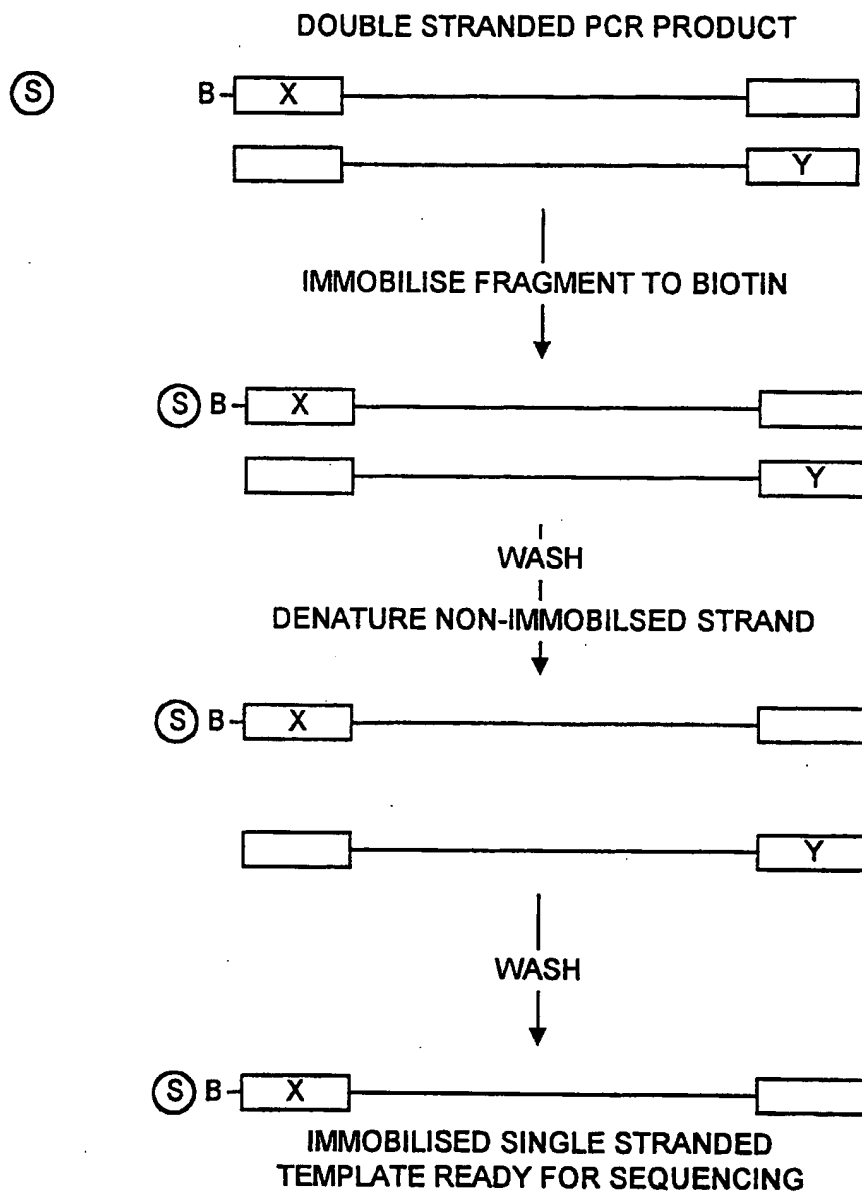 DOUBLE STRANDED PCR PRODUCT
S B X
Y
IMMOBILISE FRAGMENT TO BIOTIN
S B X
Y
WASH
DENATURE NON-IMMOBILSED STRAND
S B X
Y
WASH
S B X
IMMOBILISED SINGLE STRANDED
TEMPLATE READY FOR SEQUENCING